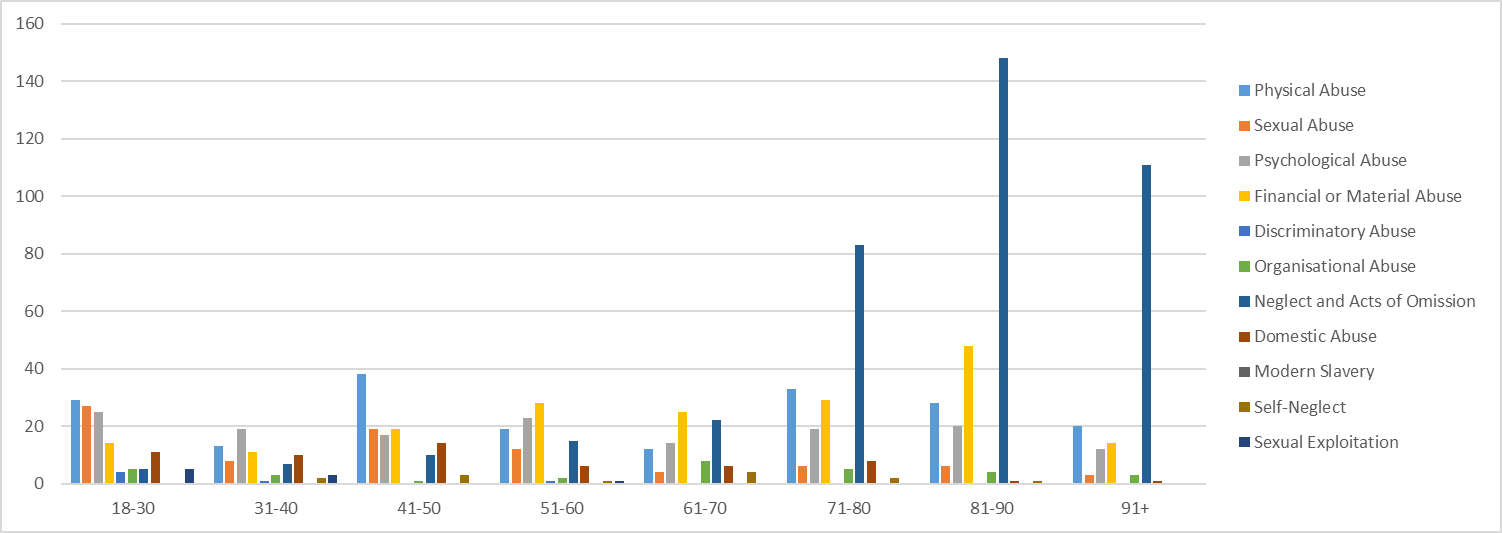 160
140
120
100
80
60
40
20
0
18-30 31-40 41-50 51-60 61-70 71-80 81-90 91+
Physical Abuse
Sexual Abuse
Psychological Abuse
Financial or Material Abuse
Discriminatory Abuse
Organisational Abuse
Neglect and Acts of Omission
Domestic Abuse
Modern Slavery
Self-Neglect
Sexual Exploitation